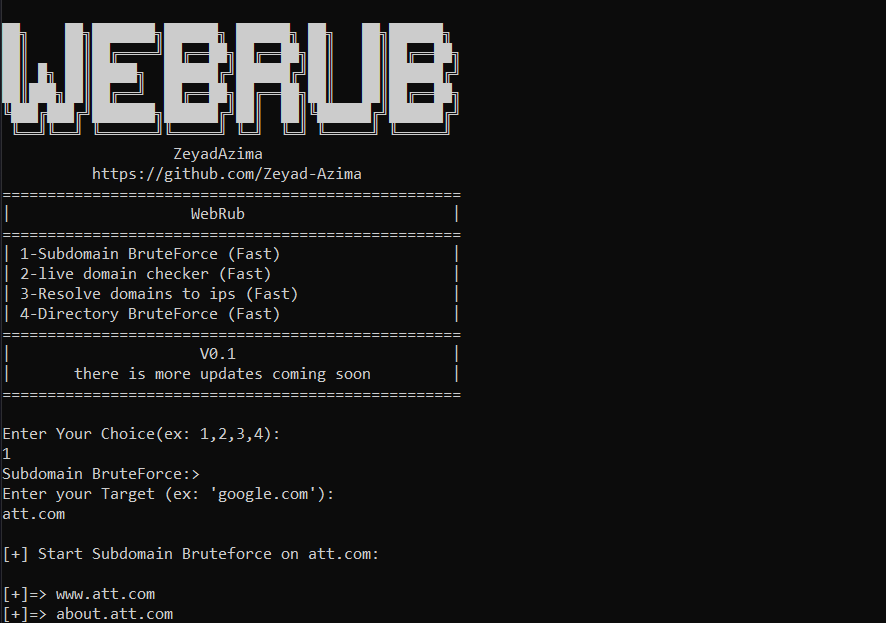 WEBRUB
ZeyadAzima
https://github.com/Zeyad-Azima
==================================================
| WebRub |
==================================================
| 1-Subdomain BruteForce (Fast) |
| 2-live domain checker (Fast) |
| 3-Resolve domains to ips (Fast) |
| 4-Directory BruteForce (Fast) |
==================================================
| V0.1 |
| there is more updates coming soon |
==================================================
Enter Your Choice(ex: 1,2,3,4):
1
Subdomain BruteForce:>
Enter your Target (ex: 'google.com'):
att.com
[+] Start Subdomain Bruteforce on att.com:
[+]=> www.att.com
[+]=> about.att.com